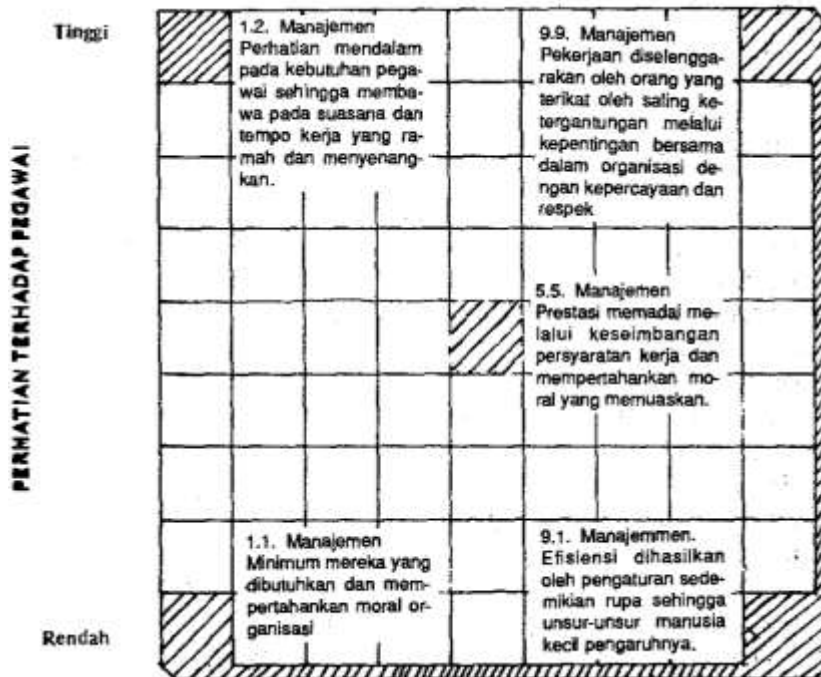 Tinggi
1.2. Manajemen
Perhatian mendalam
pada kebutuhan pega-
wai sehingga memba-
wa pada suasana dan
tempo kerja yang ra-
mah dan menyenang-
kan.
9.9. Manajemen
Pekerjaan diselengga-
rakan oleh orang yang
terikat oleh saling ke-
tergantungan melalui
kepentingan bersama
dalam organisasi de-
ngan kepercayaan dan
respek
PERHATIAN TERHADAP PEGAWAI
5.5. Manajemen
Prestasi memadai me-
lalui keseimbangan
persyaratan kerja dan
mempertahankan mo-
ral yang memuaskan.
1.1. Manajemen
Minimum mereka yang
dibutuhkan dan mem-
pertahankan moral or-
ganisasi
9.1. Manajemmen.
Efisiensi dihasilkan
oleh pengaturan sede-
mikian rupa sehingga
unsur-unsur manusia
kecil pengaruhnya.
Rendah